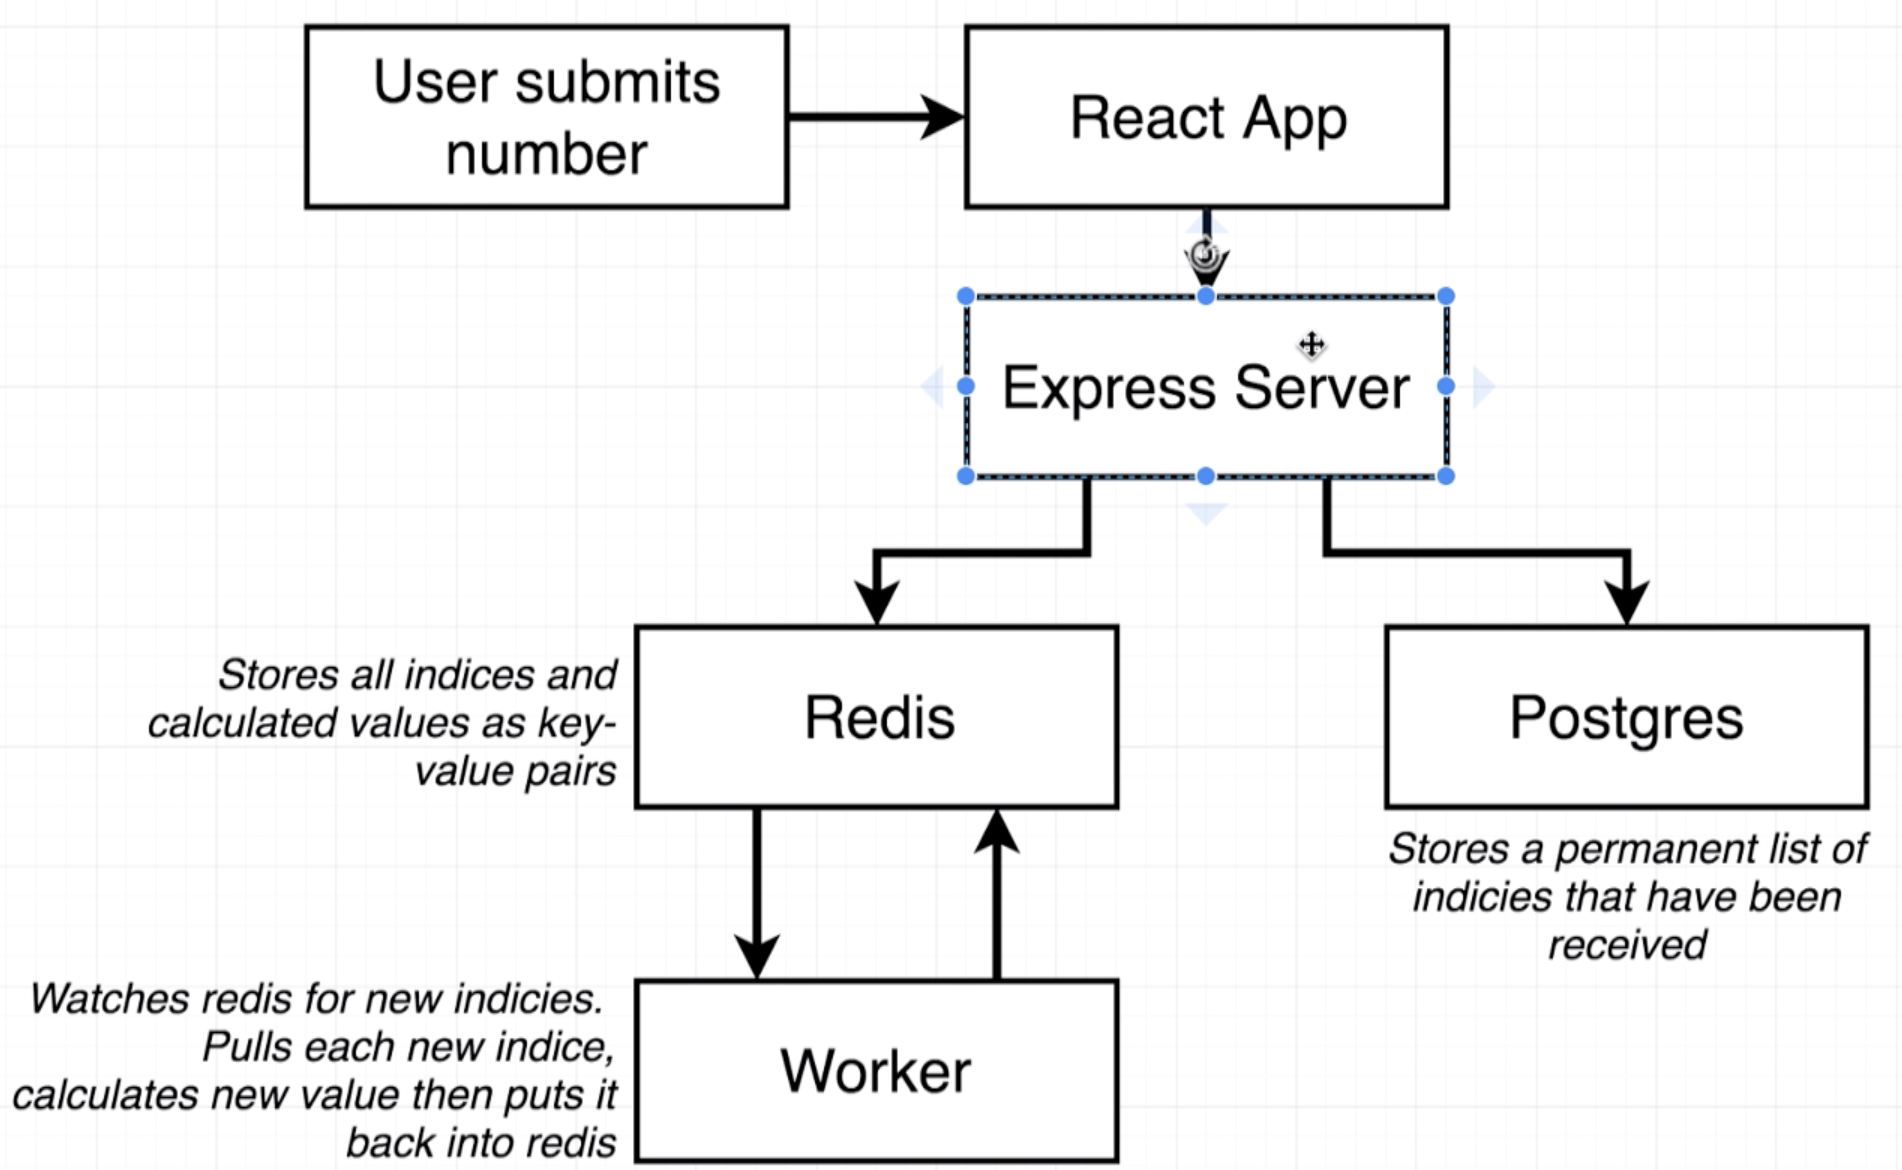 User submits
number
React App
Express Server
Stores all indices and
calculated values as key-
value pairs
Redis
Postgres
Stores a permanent list of
indicies that have been
received
Watches redis for new indicies.
Pulls each new indice,
calculates new value then puts it
back into redis
Worker